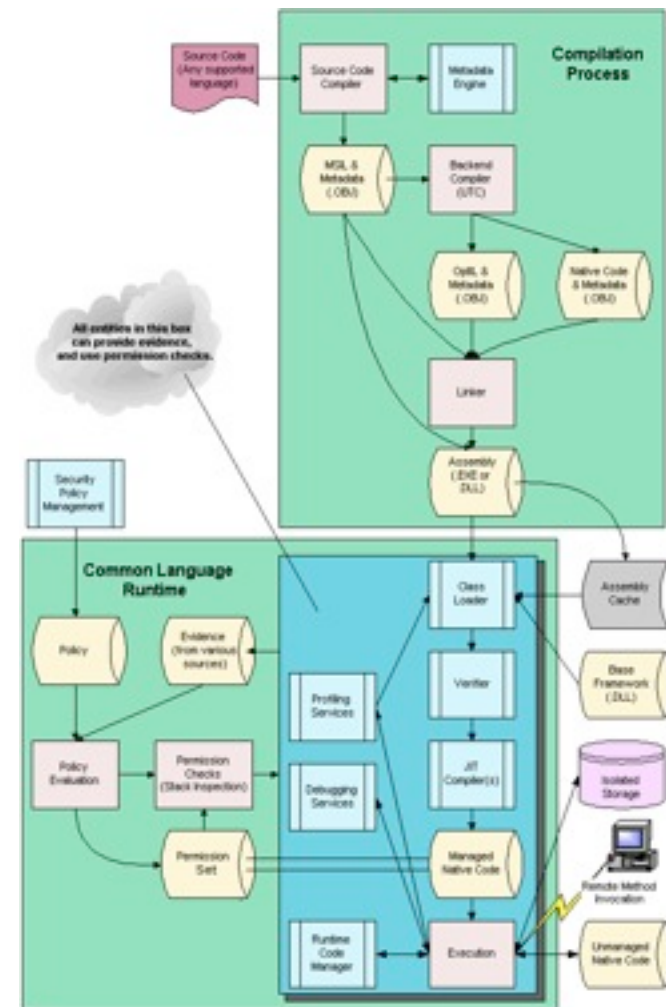 Compilation
Process
Source Code
(Any supported
language)
Source Code
Compiler
Metadata
Engine
MSIL &
Metadata
(.OBJ)
Backend
Compiler
(UTC)
OptIL &
Metadata
(.OBJ)
Native Code
& Metadata
(.OBJ)
All entities in this box
can provide evidence,
and use permission checks.
Linker
Assembly
(.EXE or
.DLL)
Security
Policy
Management
Common Language
Runtime
Class
Loader
Assembly
Cache
Policy
Evidence
(from various
sources)
Base
Framework
(.DLL)
Profiling
Services
Verifier
Policy
Evaluation
Permission
Checks
(Stack Inspection)
Debugging
Services
JIT
Compiler(s)
Isolated
Storage
Permission
Set
Managed
Native Code
Remote Method
Invocation
Runtime
Code
Manager
Execution
Unmanaged
Native Code